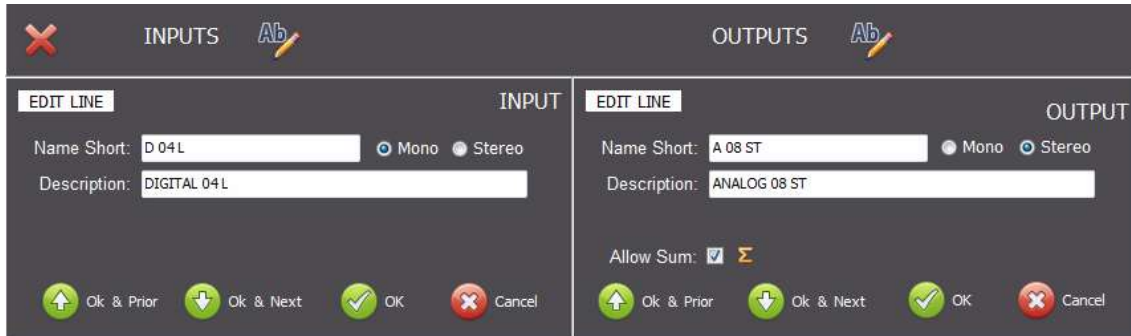 INPUTS Ab
OUTPUTS Ab
EDIT LINE
INPUT
Name Short: D 04 L Mono Stereo
Description: DIGITAL 04 L
Ok & Prior Ok & Next OK Cancel
EDIT LINE
OUTPUT
Name Short: A 08 ST Mono Stereo
Description: ANALOG 08 ST
Allow Sum: Σ
Ok & Prior Ok & Next OK Cancel